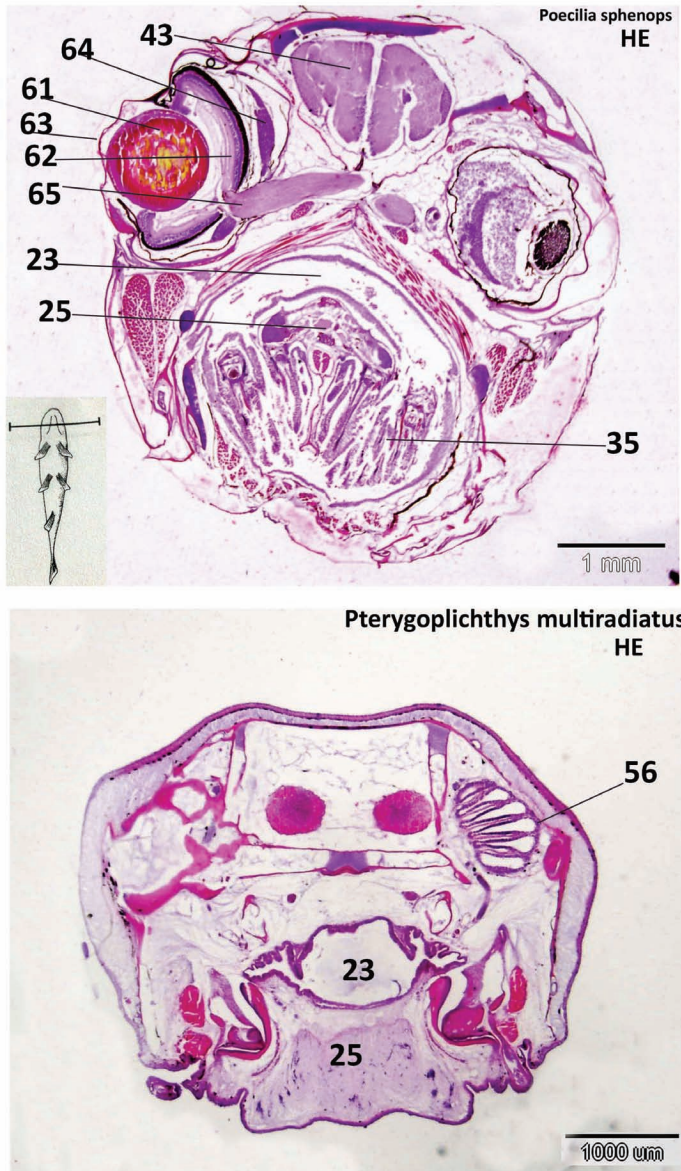 Poecilia sphenops
HE
43
64
61
63
62
65
23
25
35
1 mm
Pterygoplichthys multiradiatus
HE
56
23
25
1000 um